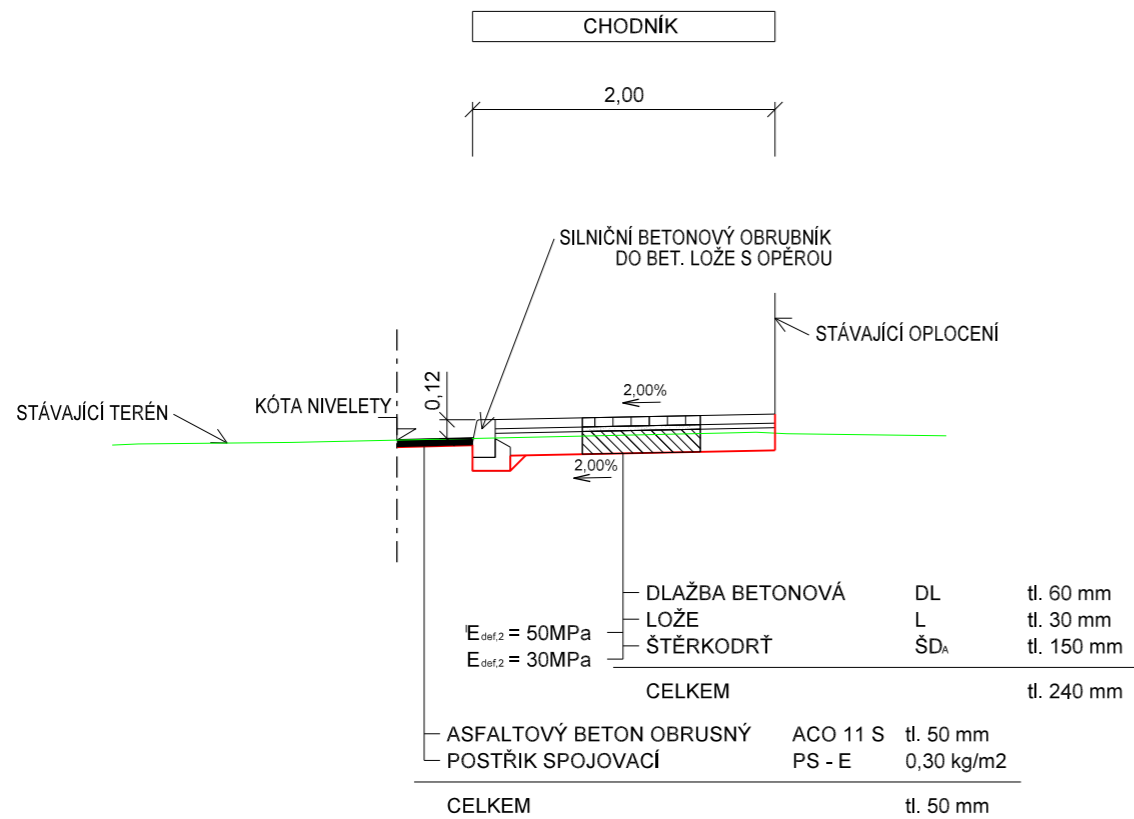 CHODNÍK
2,00
SILNIČNÍ BETONOVÝ OBRUBNÍK
DO BET. LOŽE S OPĚROU
STÁVAJÍCÍ OPLOCENÍ
0,12
2,00%
KÓTA NIVELETY
STÁVAJÍCÍ TERÉN
2,00%
DLAŽBA BETONOVÁ DL tl. 60 mm
LOŽE L tl. 30 mm
Edef,2 = 50MPa
ŠTĚRKODRŤ ŠDA tl. 150 mm
Edef,2 = 30MPa
CELKEM tl. 240 mm
ASFALTOVÝ BETON OBRUSNÝ ACO 11 S tl. 50 mm
POSTŘIK SPOJOVACÍ PS - E 0,30 kg/m2
CELKEM tl. 50 mm